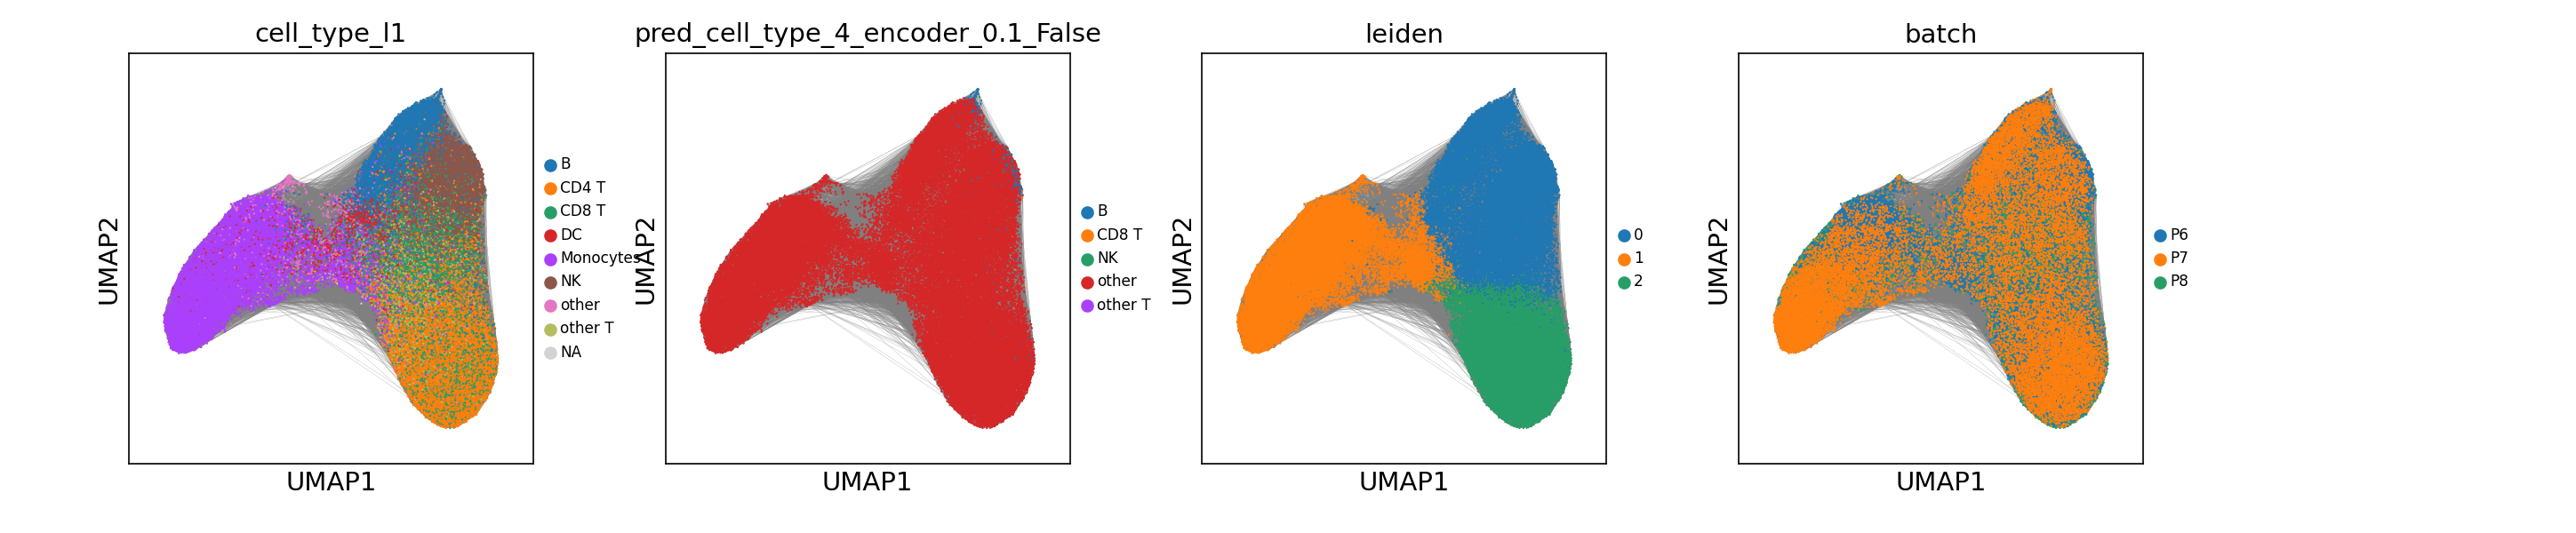 cell_type_l1
UMAP2
UMAP1
B
CD4 T
CD8 T
DC
Monocytes
NK
other
other T
NA
pred_cell_type_4_encoder_0.1_False
UMAP2
UMAP1
B
CD8 T
NK
other
other T
leiden
UMAP2
UMAP1
0
1
2
batch
UMAP2
UMAP1
P6
P7
P8